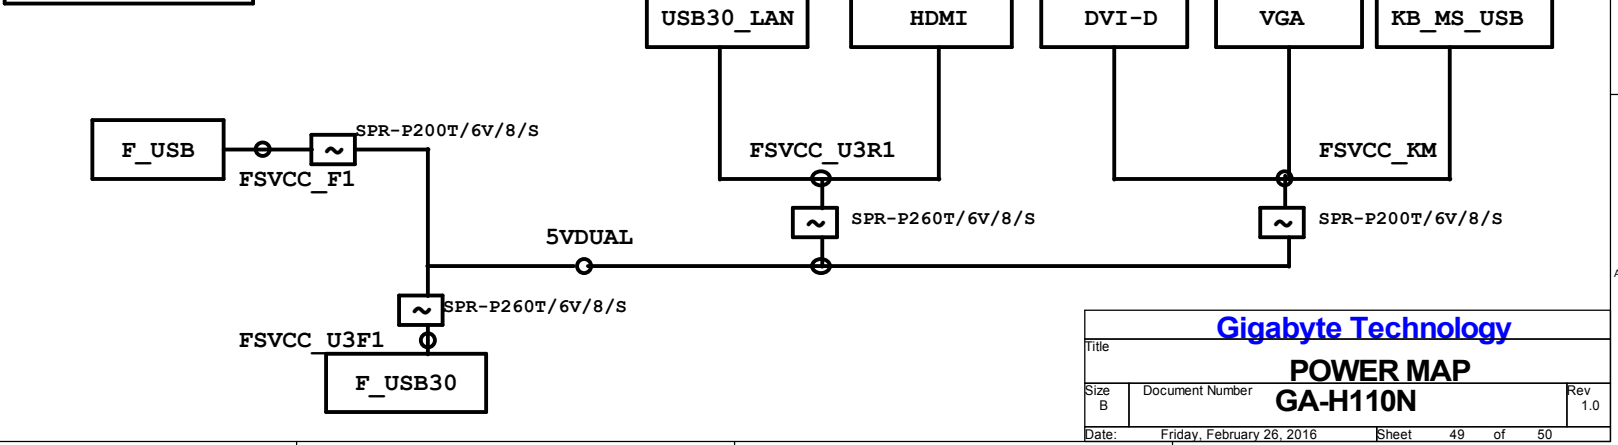 USB30_LAN
HDMI
DVI-D
VGA
KB_MS_USB
SPR-P200T/6V/8/S
F_USB
FSVCC_U3R1
FSVCC_KM
FSVCC_F1
SPR-P260T/6V/8/S
SPR-P200T/6V/8/S
5VDUAL
SPR-P260T/6V/8/S
FSVCC_U3F1
F_USB30
Gigabyte Technology
Title
POWER MAP
Size
B
Document Number
GA-H110N
Rev
1.0
Date: Friday, February 26, 2016 Sheet 49 of 50
A